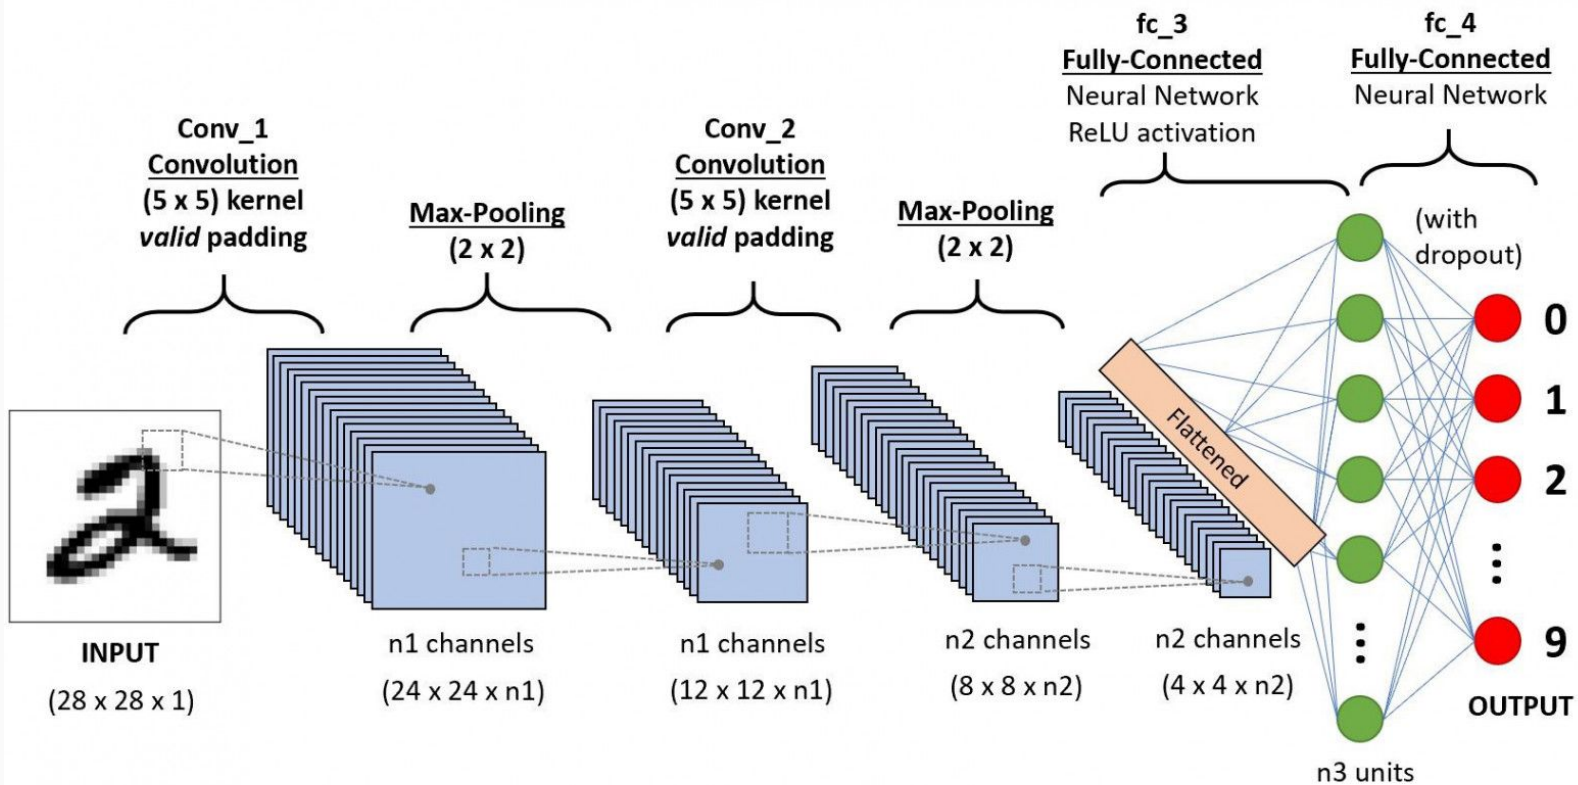 fc_3
Fully-Connected
Neural Network
ReLU activation
fc_4
Fully-Connected
Neural Network
Conv_1
Convolution
(5 x 5) kernel
valid padding
Max-Pooling
(2 x 2)
Conv_2
Convolution
(5 x 5) kernel
valid padding
Max-Pooling
(2 x 2)
(with
dropout)
Flattened
0
1
2
9
INPUT
(28 x 28 x 1)
n1 channels
(24 x 24 x n1)
n1 channels
(12 x 12 x n1)
n2 channels
(8 x 8 x n2)
n2 channels
(4 x 4 x n2)
OUTPUT
n3 units